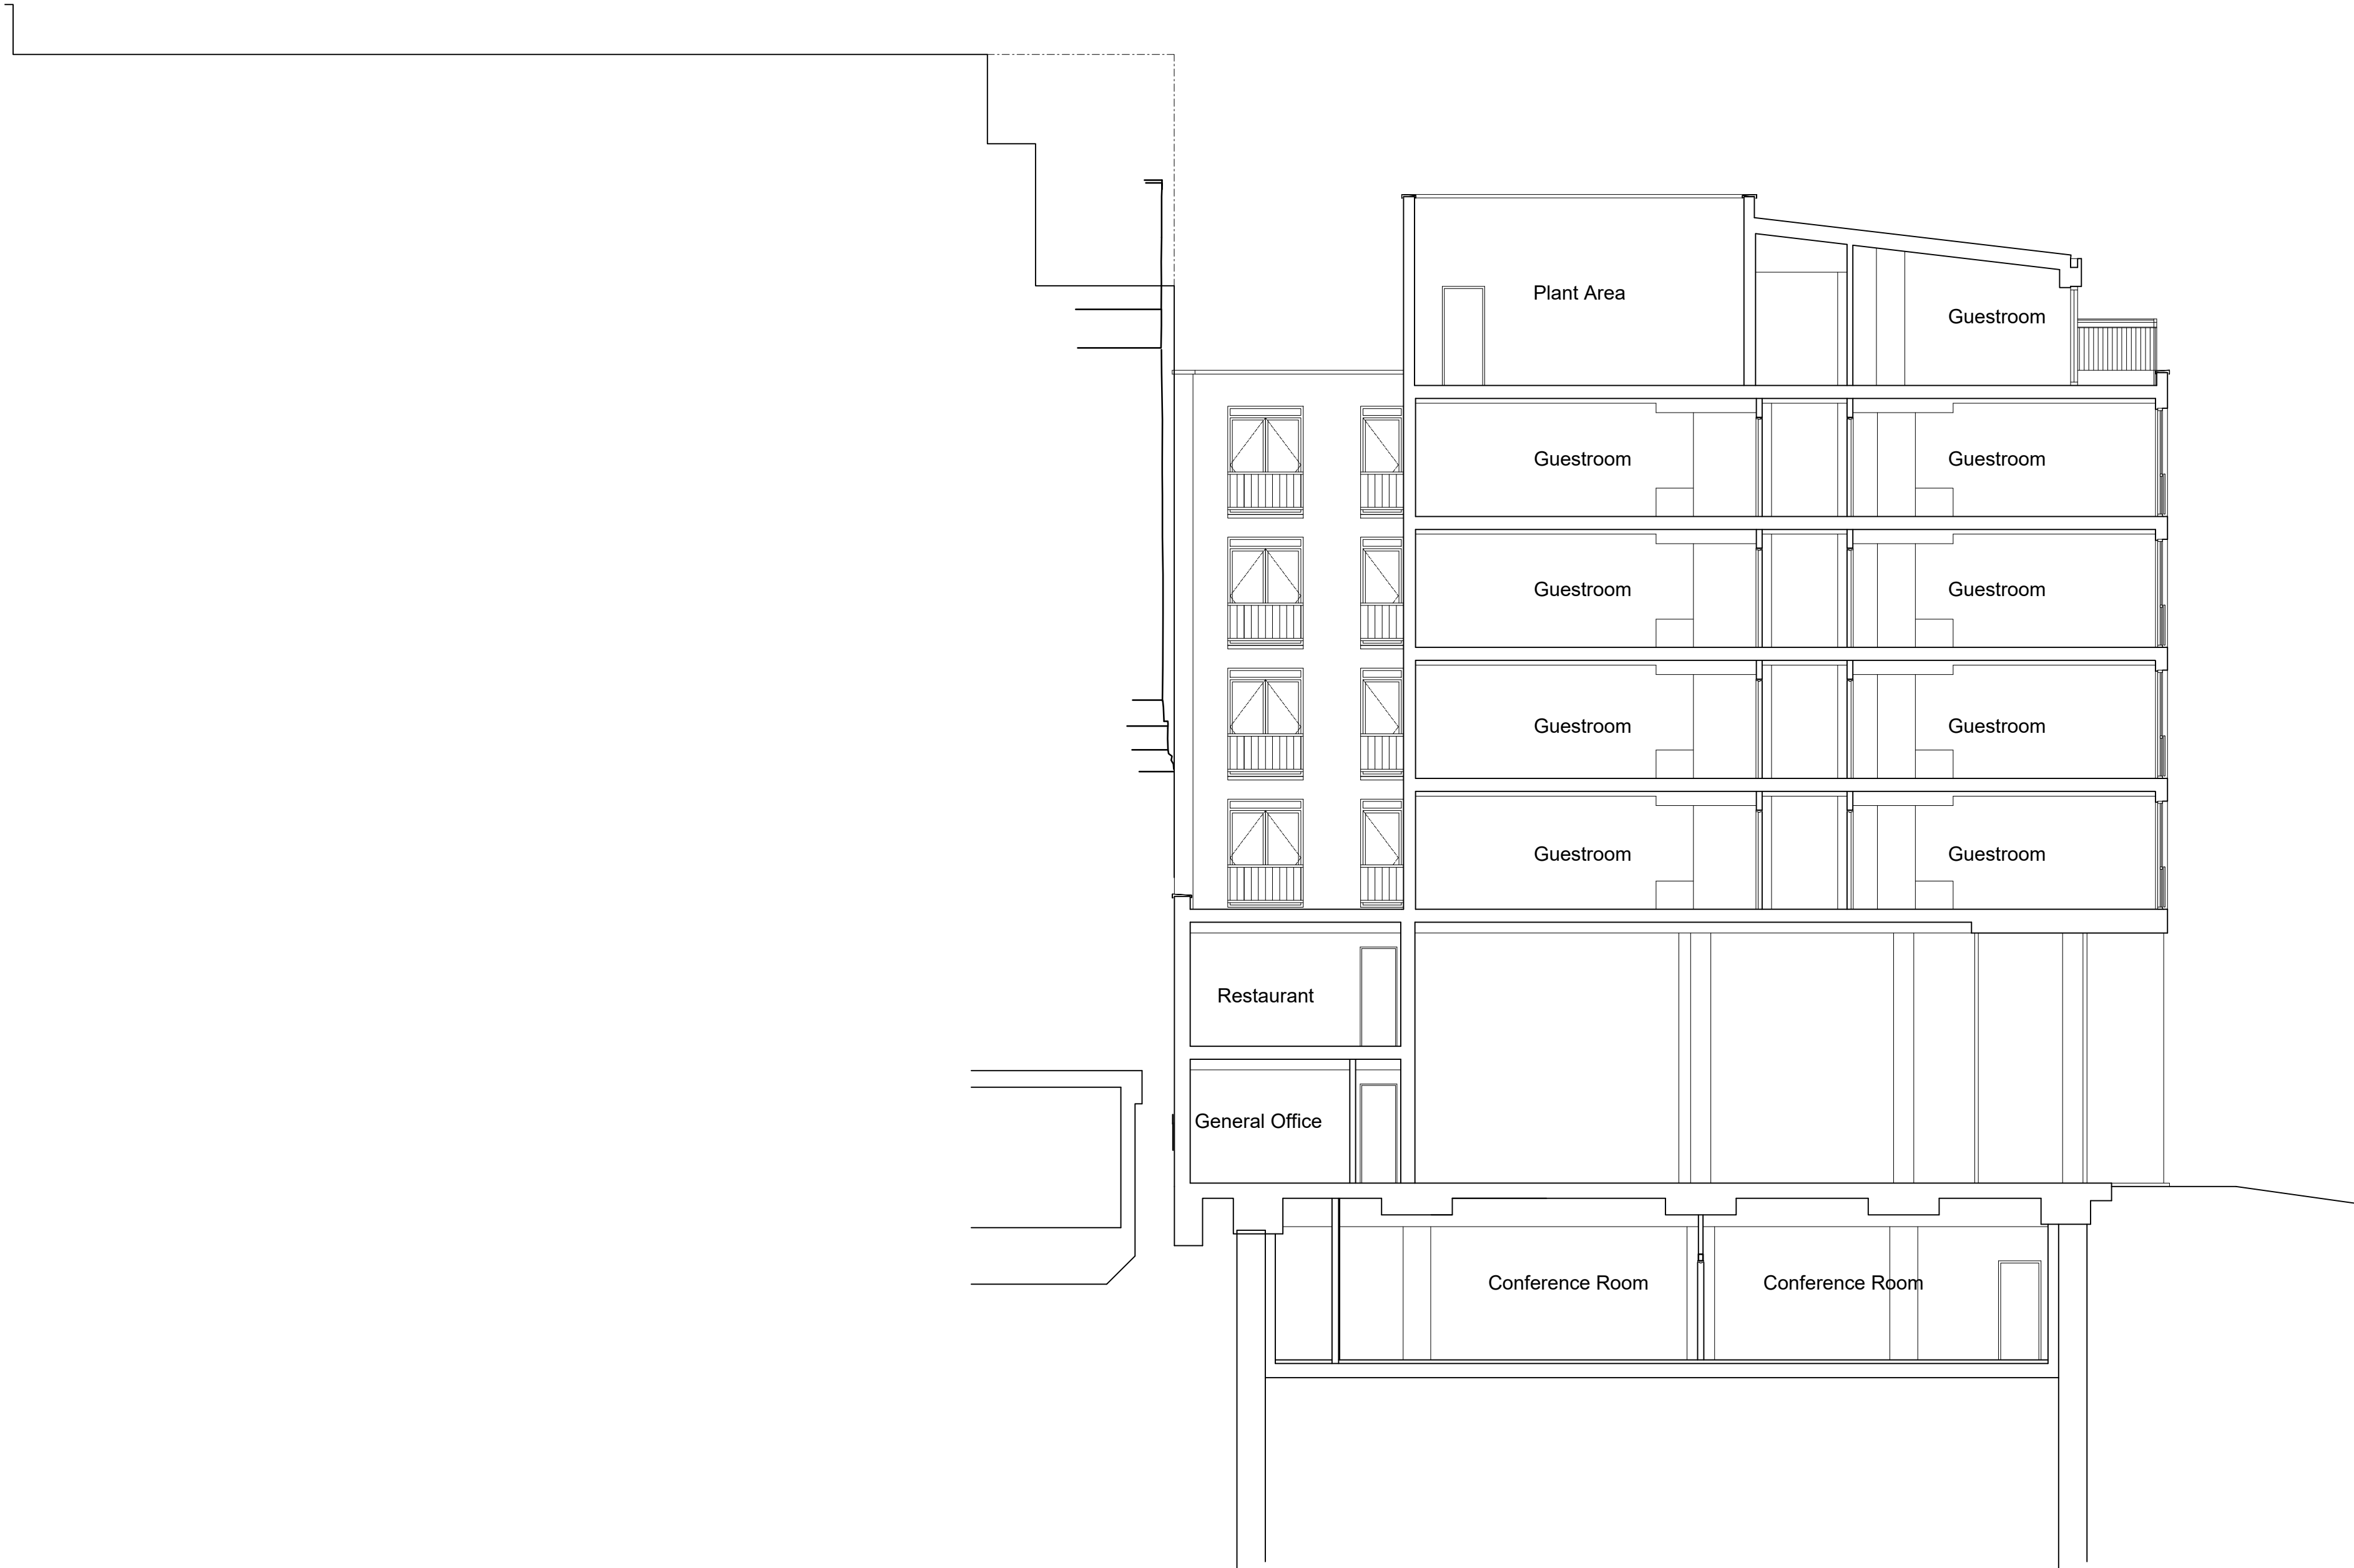 Plant Area
Guestroom
Guestroom
Guestroom
Guestroom
Guestroom
Guestroom
Guestroom
Guestroom
Guestroom
Restaurant
General Office
Conference Room
Conference Room